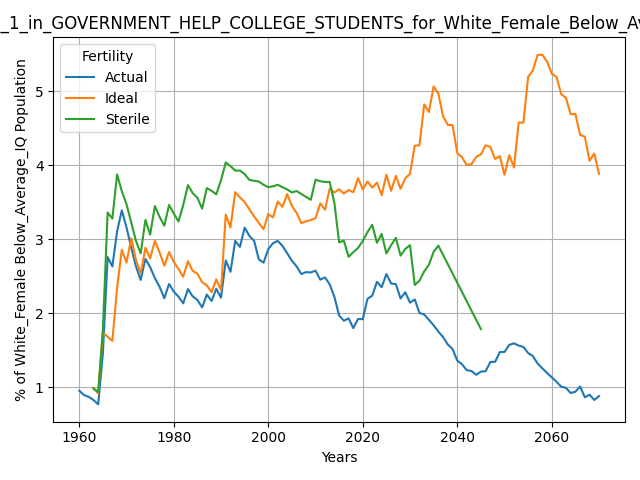 _1_in_GOVERNMENT_HELP_COLLEGE_STUDENTS_for_White_Female_Below_Av
Fertility
Actual
Ideal
Sterile
% of White_Female Below_Average_IQ Population
5
4
3
2
1
1960 1980 2000 2020 2040 2060
Years